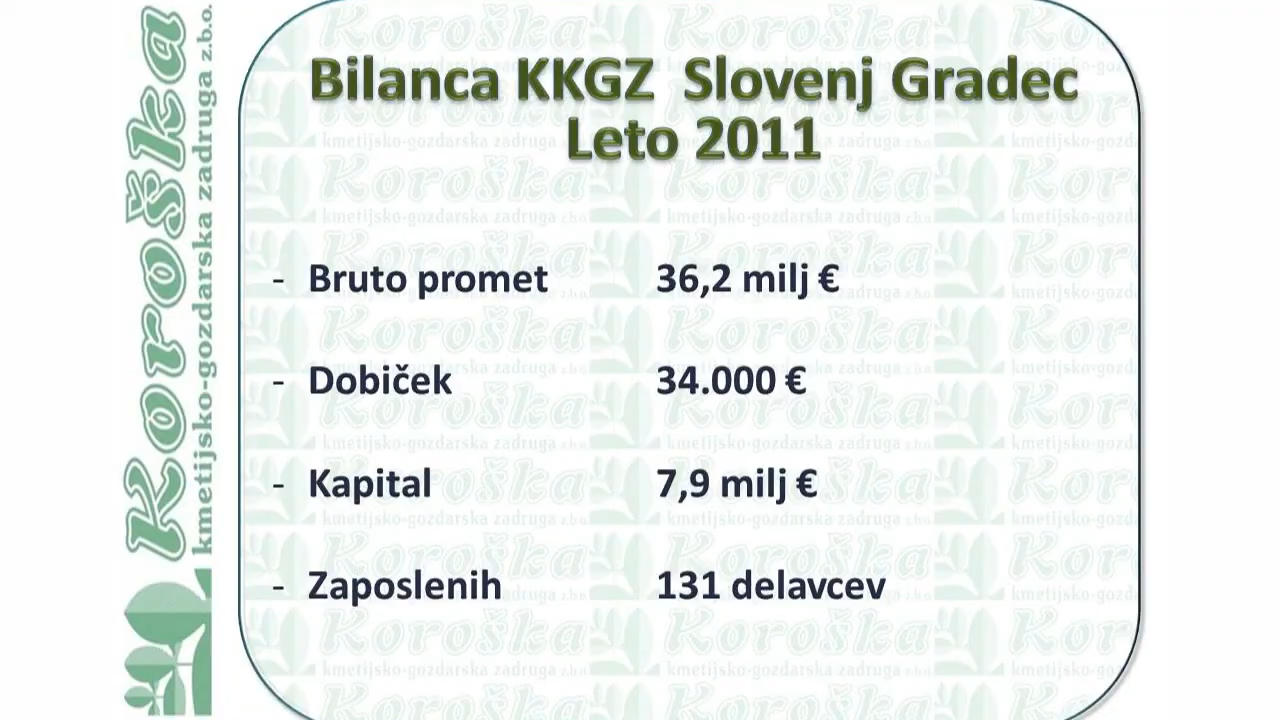 Koroška
kmetijsko-gozdarska zadruga z.b.o.
Bilanca KKGZ Slovenj Gradec
Leto 2011
- Bruto promet 36,2 milj €
- Dobiček 34.000 €
- Kapital 7,9 milj €
- Zaposlenih 131 delavcev